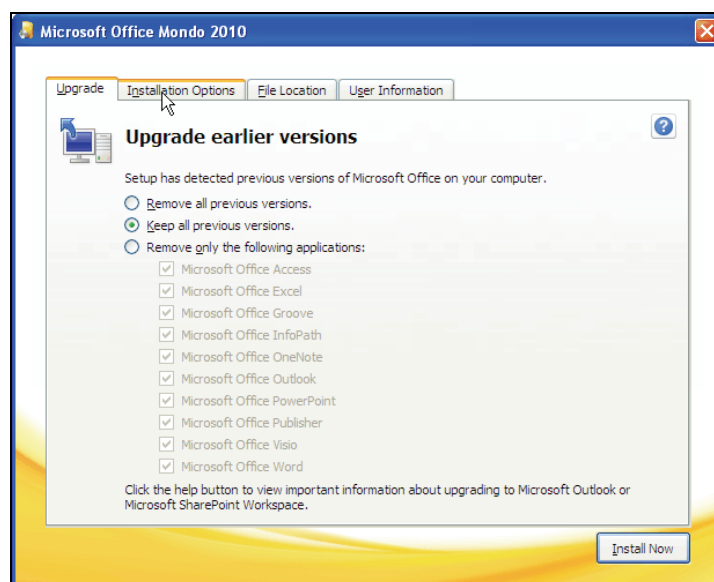 Microsoft Office Mondo 2010
Upgrade Installation Options File Location User Information
Upgrade earlier versions
Setup has detected previous versions of Microsoft Office on your computer.
Remove all previous versions.
Keep all previous versions.
Remove only the following applications:
Microsoft Office Access
Microsoft Office Excel
Microsoft Office Groove
Microsoft Office InfoPath
Microsoft Office OneNote
Microsoft Office Outlook
Microsoft Office PowerPoint
Microsoft Office Publisher
Microsoft Office Visio
Microsoft Office Word
Click the help button to view important information about upgrading to Microsoft Outlook or
Microsoft SharePoint Workspace.
Install Now